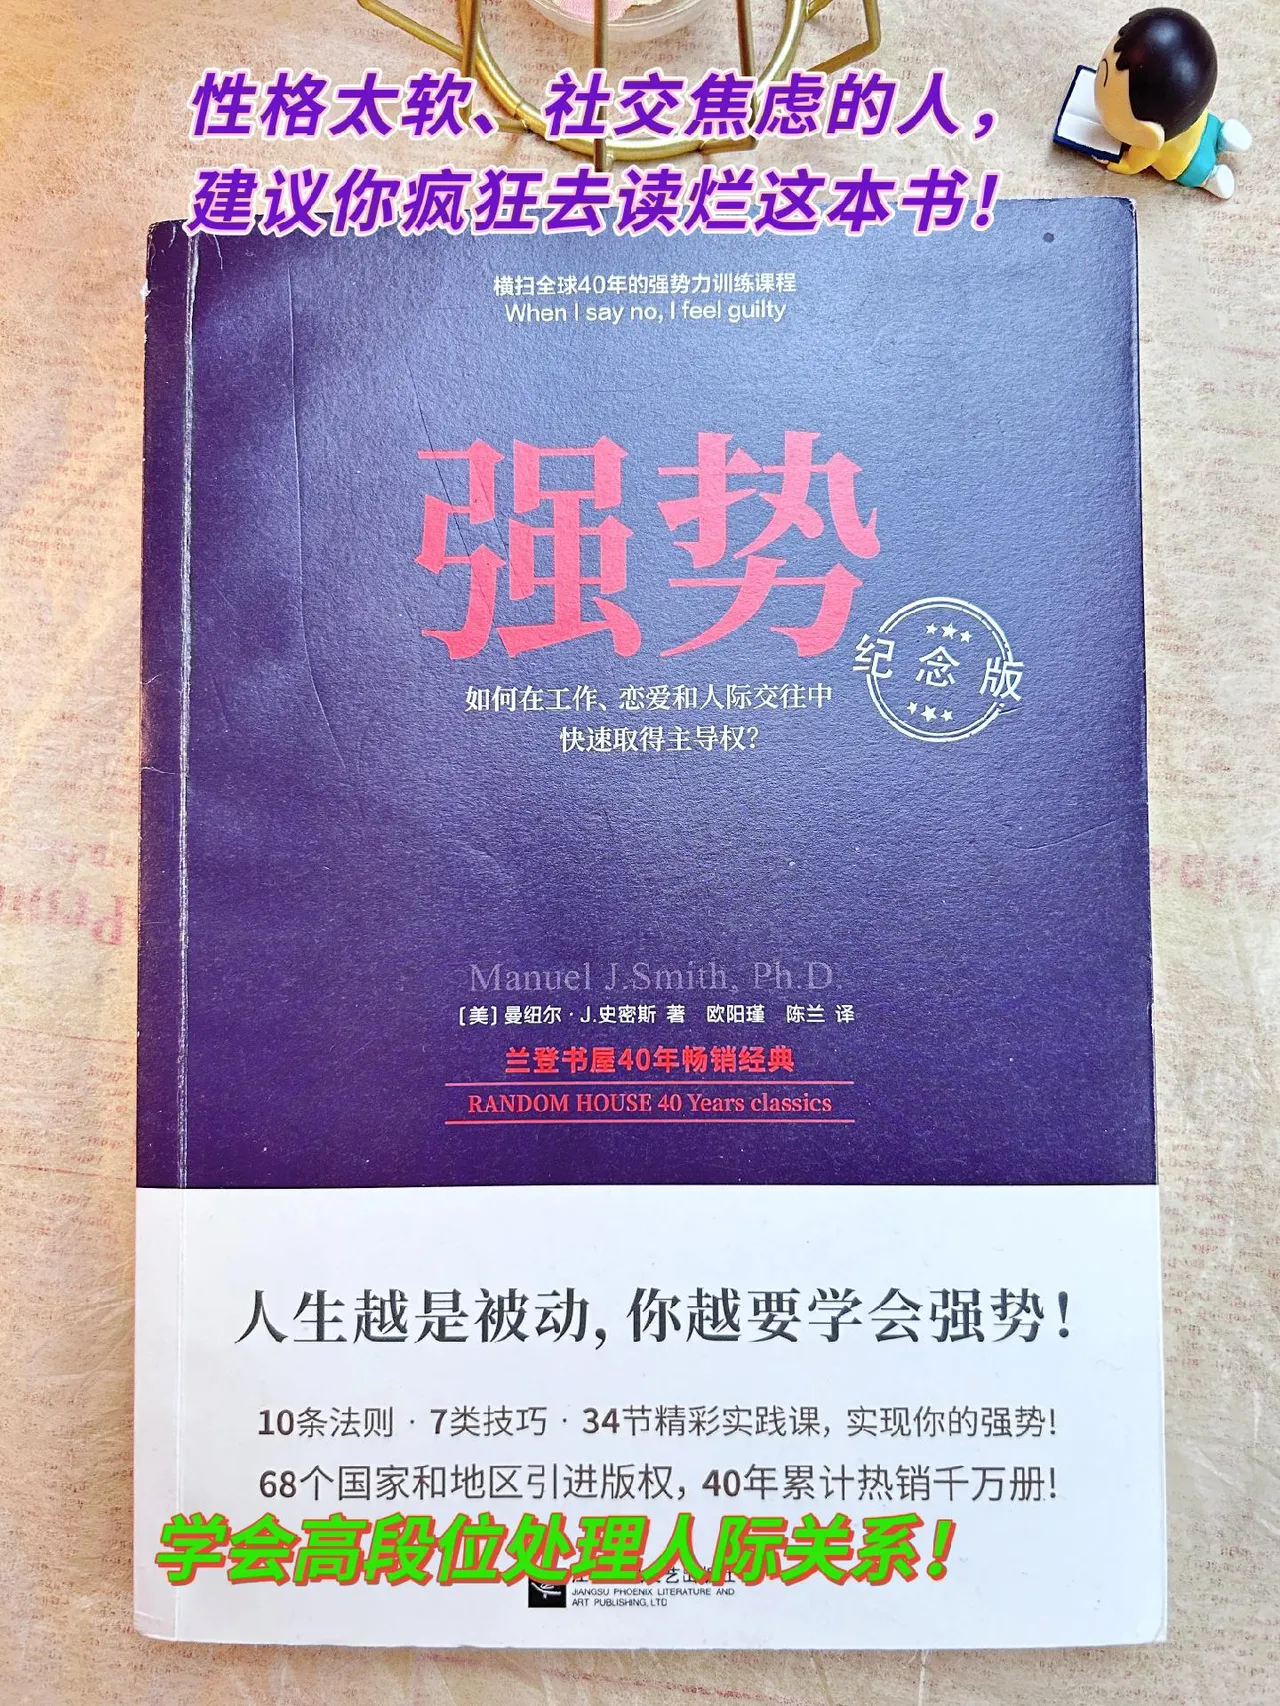 性格太软、社交焦虑的人，
建议你疯狂去读烂这本书！
横扫全球40年的强势力训练课程
When I say no, I feel guilty
强势
纪念版
如何在工作、恋爱和人际交往中
快速取得主导权？
Manuel J.Smith, Ph.D.
［美］曼纽尔·J.史密斯 著 欧阳瑾 陈兰 译
兰登书屋40年畅销经典
RANDOM HOUSE 40 Years classics
人生越是被动，你越要学会强势！
10条法则 · 7类技巧 · 34节精彩实践课，实现你的强势！
68个国家和地区引进版权，40年累计热销千万册！
学会高段位处理人际关系！
JIANGSU PHOENIX LITERATURE AND
ART PUBLISHING, LTD